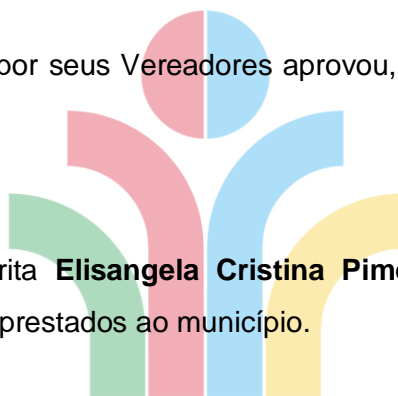 por seus Vereadores aprovou,
rita Elisangela Cristina Pim
prestados ao município.